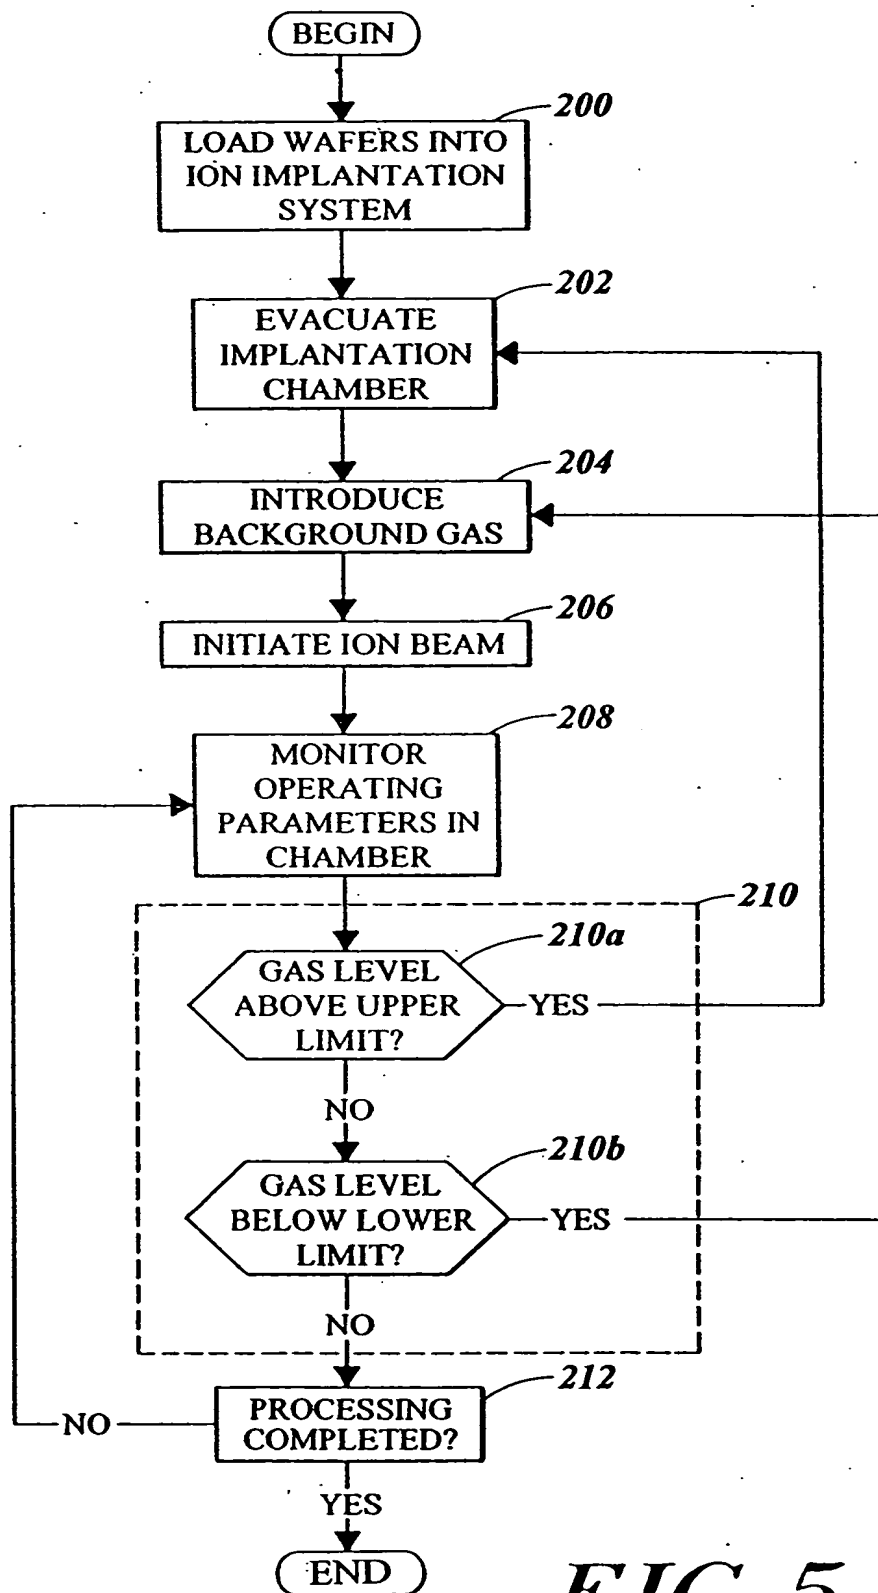 BEGIN
200
LOAD WAFERS INTO
ION IMPLANTATION
SYSTEM
202
EVACUATE
IMPLANTATION
CHAMBER
204
INTRODUCE
BACKGROUND GAS
206
INITIATE ION BEAM
208
MONITOR
OPERATING
PARAMETERS IN
CHAMBER
210
210a
GAS LEVEL
ABOVE UPPER
LIMIT?
YES
NO
210b
GAS LEVEL
BELOW LOWER
LIMIT?
YES
NO
212
PROCESSING
COMPLETED?
NO
YES
END
FIG. 5